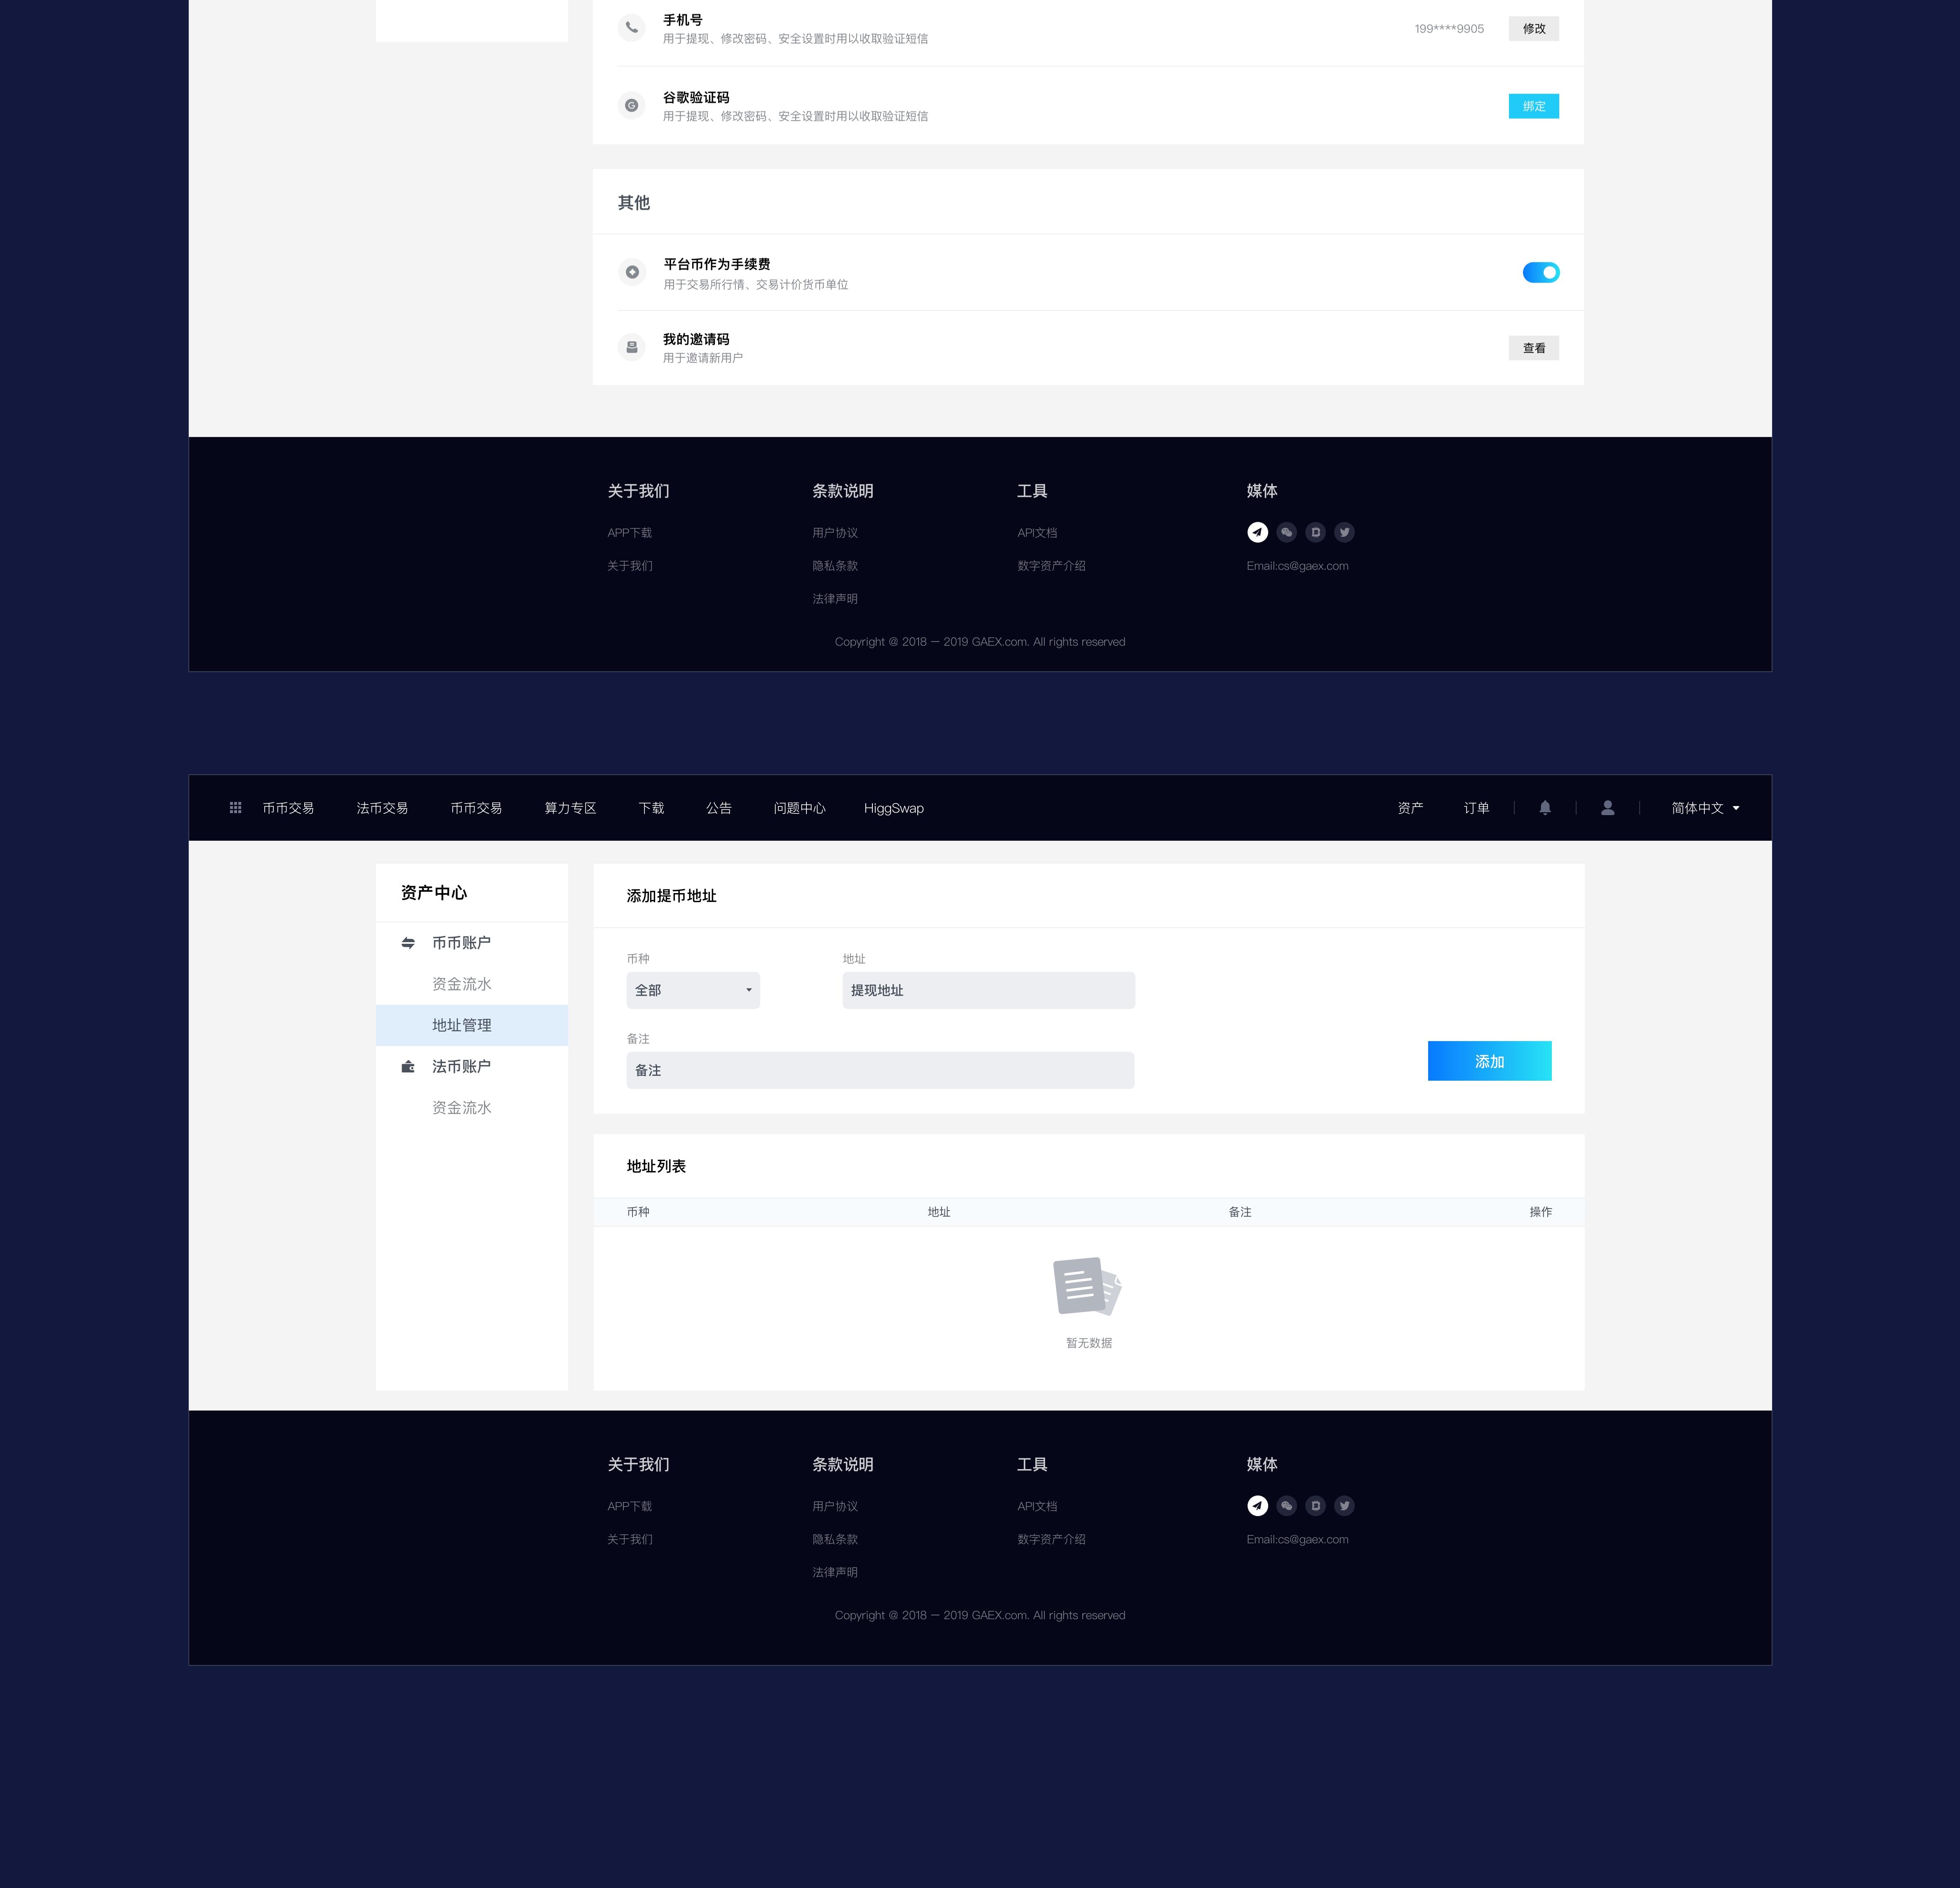 手机号
用于提现、修改密码、安全设置时用以收取验证短信
199****9905
修改
谷歌验证码
用于提现、修改密码、安全设置时用以收取验证短信
绑定
其他
平台币作为手续费
用于交易所行情、交易计价货币单位
我的邀请码
用于邀请新用户
查看
关于我们 条款说明 工具 媒体
APP下载 用户协议 API文档
关于我们 隐私条款 数字资产介绍 Email:cs@gaex.com
法律声明
Copyright @ 2018 — 2019 GAEX.com. All rights reserved
币币交易 法币交易 币币交易 算力专区 下载 公告 问题中心 HiggSwap 资产 订单 简体中文
资产中心
币币账户
资金流水
地址管理
法币账户
资金流水
添加提币地址
币种 地址
全部 提现地址
备注
备注
添加
地址列表
币种 地址 备注 操作
暂无数据
关于我们 条款说明 工具 媒体
APP下载 用户协议 API文档
关于我们 隐私条款 数字资产介绍 Email:cs@gaex.com
法律声明
Copyright @ 2018 — 2019 GAEX.com. All rights reserved